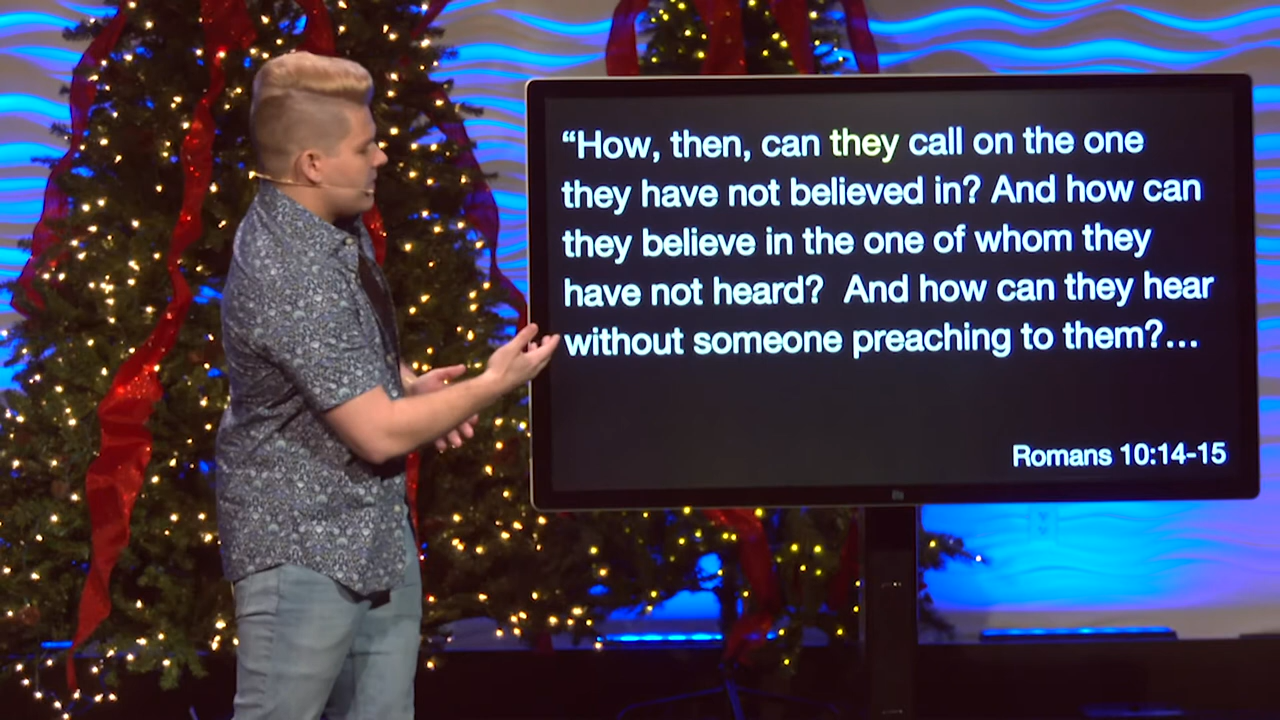 “How, then, can they call on the one
they have not believed in? And how can
they believe in the one of whom they
have not heard?  And how can they hear
without someone preaching to them?...
Romans 10:14-15